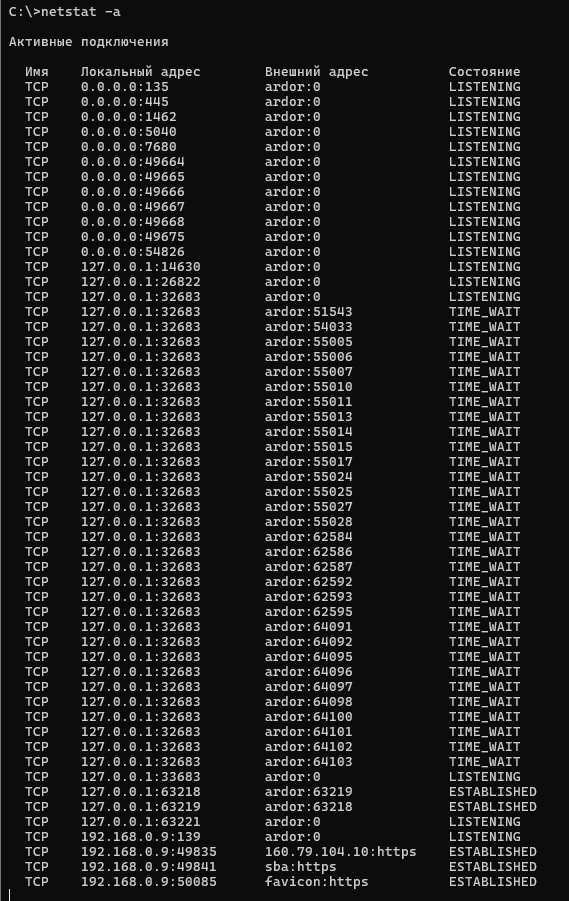 C:\>netstat -a
Активные подключения
Имя Локальный адрес Внешний адрес Состояние
TCP 0.0.0.0:135 ardor:0 LISTENING
TCP 0.0.0.0:445 ardor:0 LISTENING
TCP 0.0.0.0:1462 ardor:0 LISTENING
TCP 0.0.0.0:5040 ardor:0 LISTENING
TCP 0.0.0.0:7680 ardor:0 LISTENING
TCP 0.0.0.0:49664 ardor:0 LISTENING
TCP 0.0.0.0:49665 ardor:0 LISTENING
TCP 0.0.0.0:49666 ardor:0 LISTENING
TCP 0.0.0.0:49667 ardor:0 LISTENING
TCP 0.0.0.0:49668 ardor:0 LISTENING
TCP 0.0.0.0:49675 ardor:0 LISTENING
TCP 0.0.0.0:54826 ardor:0 LISTENING
TCP 127.0.0.1:14630 ardor:0 LISTENING
TCP 127.0.0.1:26822 ardor:0 LISTENING
TCP 127.0.0.1:32683 ardor:0 LISTENING
TCP 127.0.0.1:32683 ardor:51543 TIME_WAIT
TCP 127.0.0.1:32683 ardor:54033 TIME_WAIT
TCP 127.0.0.1:32683 ardor:55005 TIME_WAIT
TCP 127.0.0.1:32683 ardor:55006 TIME_WAIT
TCP 127.0.0.1:32683 ardor:55007 TIME_WAIT
TCP 127.0.0.1:32683 ardor:55010 TIME_WAIT
TCP 127.0.0.1:32683 ardor:55011 TIME_WAIT
TCP 127.0.0.1:32683 ardor:55013 TIME_WAIT
TCP 127.0.0.1:32683 ardor:55014 TIME_WAIT
TCP 127.0.0.1:32683 ardor:55015 TIME_WAIT
TCP 127.0.0.1:32683 ardor:55017 TIME_WAIT
TCP 127.0.0.1:32683 ardor:55024 TIME_WAIT
TCP 127.0.0.1:32683 ardor:55025 TIME_WAIT
TCP 127.0.0.1:32683 ardor:55027 TIME_WAIT
TCP 127.0.0.1:32683 ardor:55028 TIME_WAIT
TCP 127.0.0.1:32683 ardor:62584 TIME_WAIT
TCP 127.0.0.1:32683 ardor:62586 TIME_WAIT
TCP 127.0.0.1:32683 ardor:62587 TIME_WAIT
TCP 127.0.0.1:32683 ardor:62592 TIME_WAIT
TCP 127.0.0.1:32683 ardor:62593 TIME_WAIT
TCP 127.0.0.1:32683 ardor:62595 TIME_WAIT
TCP 127.0.0.1:32683 ardor:64091 TIME_WAIT
TCP 127.0.0.1:32683 ardor:64092 TIME_WAIT
TCP 127.0.0.1:32683 ardor:64095 TIME_WAIT
TCP 127.0.0.1:32683 ardor:64096 TIME_WAIT
TCP 127.0.0.1:32683 ardor:64097 TIME_WAIT
TCP 127.0.0.1:32683 ardor:64098 TIME_WAIT
TCP 127.0.0.1:32683 ardor:64100 TIME_WAIT
TCP 127.0.0.1:32683 ardor:64101 TIME_WAIT
TCP 127.0.0.1:32683 ardor:64102 TIME_WAIT
TCP 127.0.0.1:32683 ardor:64103 TIME_WAIT
TCP 127.0.0.1:33683 ardor:0 LISTENING
TCP 127.0.0.1:63218 ardor:63219 ESTABLISHED
TCP 127.0.0.1:63219 ardor:63218 ESTABLISHED
TCP 127.0.0.1:63221 ardor:0 LISTENING
TCP 192.168.0.9:139 ardor:0 LISTENING
TCP 192.168.0.9:49835 160.79.104.10:https ESTABLISHED
TCP 192.168.0.9:49841 sba:https ESTABLISHED
TCP 192.168.0.9:50085 favicon:https ESTABLISHED